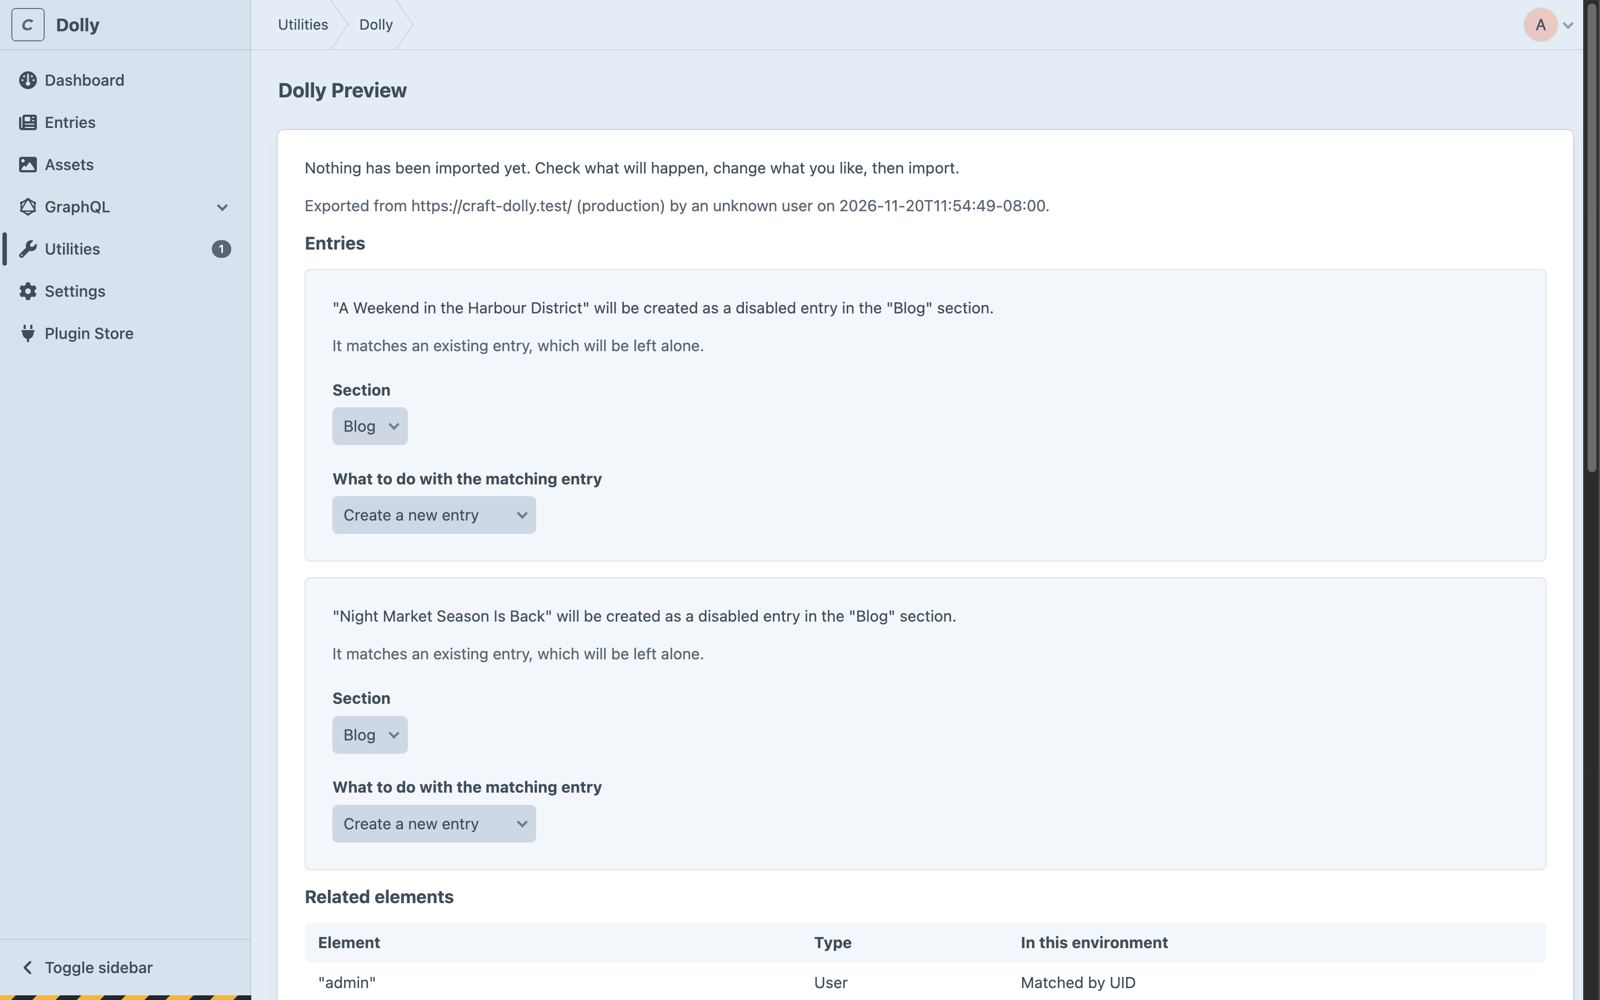 C Dolly
Utilities Dolly
A
Dashboard
Entries
Assets
GraphQL
Utilities 1
Settings
Plugin Store
Toggle sidebar
Dolly Preview
Nothing has been imported yet. Check what will happen, change what you like, then import.
Exported from https://craft-dolly.test/ (production) by an unknown user on 2026-11-20T11:54:49-08:00.
Entries
"A Weekend in the Harbour District" will be created as a disabled entry in the "Blog" section.
It matches an existing entry, which will be left alone.
Section
Blog
What to do with the matching entry
Create a new entry
"Night Market Season Is Back" will be created as a disabled entry in the "Blog" section.
It matches an existing entry, which will be left alone.
Section
Blog
What to do with the matching entry
Create a new entry
Related elements
Element Type In this environment
"admin" User Matched by UID